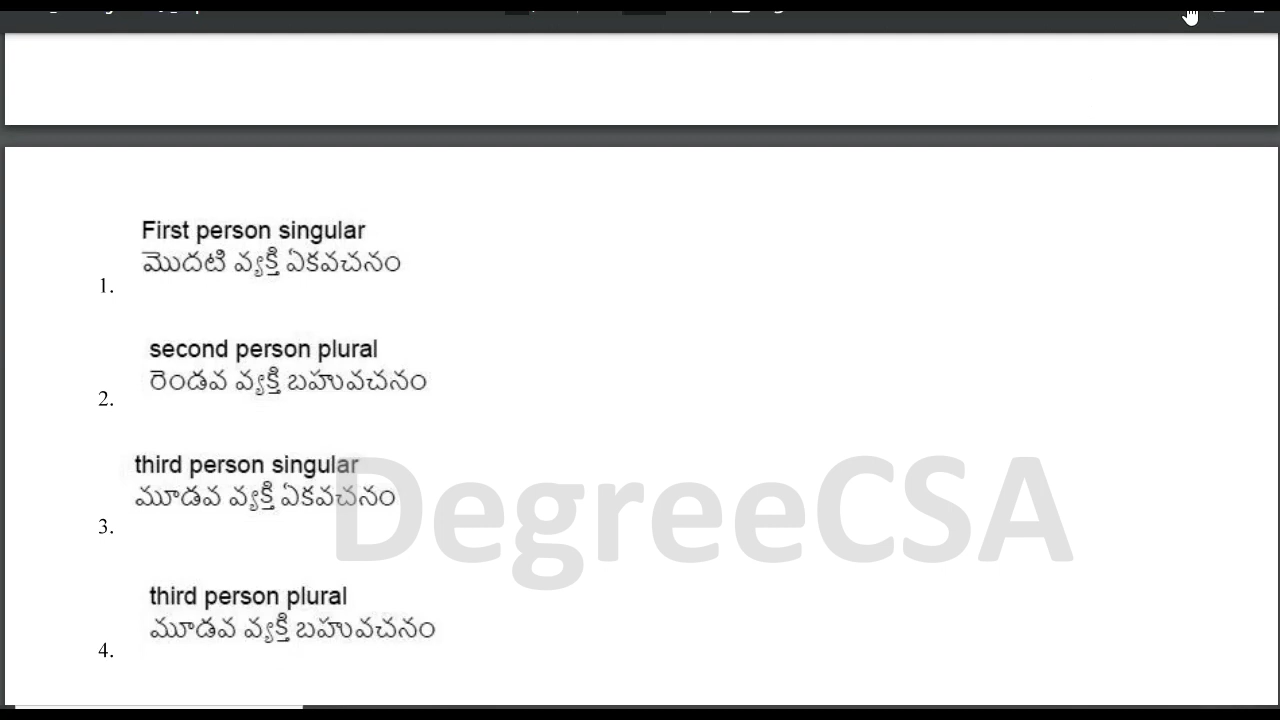 First person singular
మొదటి వ్యక్తి ఏకవచనం
1.
second person plural
రెండవ వ్యక్తి బహువచనం
2.
third person singular
మూడవ వ్యక్తి ఏకవచనం
3.
DegreeCSA
third person plural
మూడవ వ్యక్తి బహువచనం
4.